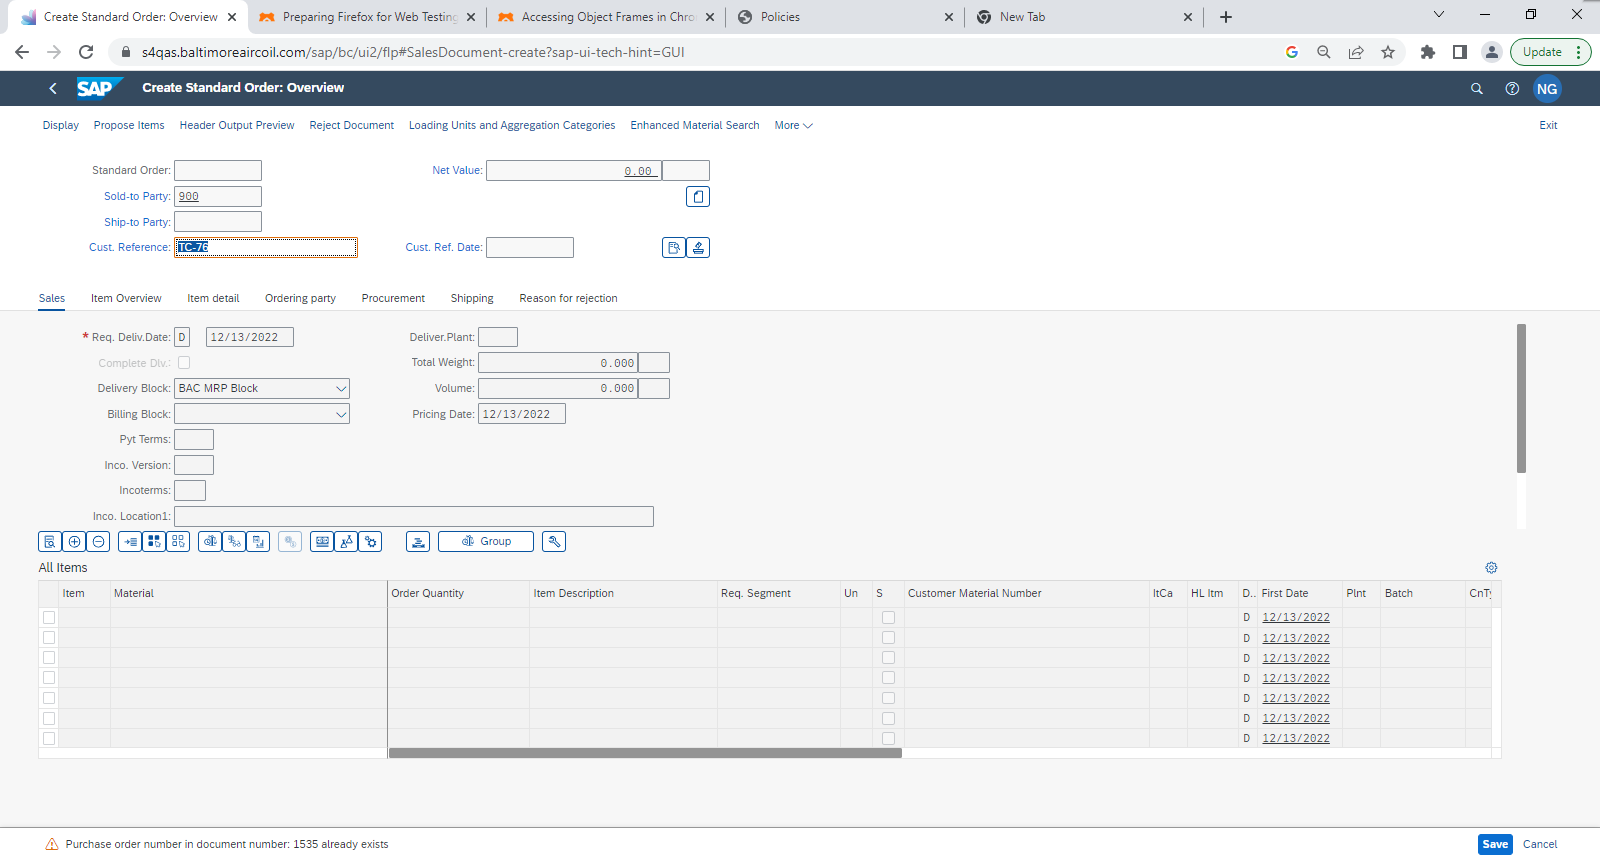 Create Standard Order: Overview
Preparing Firefox for Web Testing
Accessing Object Frames in Chro
Policies
New Tab
s4qas.baltimoreaircoil.com/sap/bc/ui2/flp#SalesDocument-create?sap-ui-tech-hint=GUI
Update
SAP
Create Standard Order: Overview
NG
Display Propose Items Header Output Preview Reject Document Loading Units and Aggregation Categories Enhanced Material Search More Exit
Standard Order: Net Value: 0.00
Sold-to Party: 900
Ship-to Party:
Cust. Reference: TC-76 Cust. Ref. Date:
Sales Item Overview Item detail Ordering party Procurement Shipping Reason for rejection
* Req. Deliv.Date: D 12/13/2022 Deliver.Plant:
Complete Dlv.: Total Weight: 0.000
Delivery Block: BAC MRP Block Volume: 0.000
Billing Block: Pricing Date: 12/13/2022
Pyt Terms:
Inco. Version:
Incoterms:
Inco. Location1:
Group
All Items
Item Material Order Quantity Item Description Req. Segment Un S Customer Material Number ItCa HL Itm D.. First Date Plnt Batch CnTy
D 12/13/2022
D 12/13/2022
D 12/13/2022
D 12/13/2022
D 12/13/2022
D 12/13/2022
D 12/13/2022
Purchase order number in document number: 1535 already exists
Save Cancel